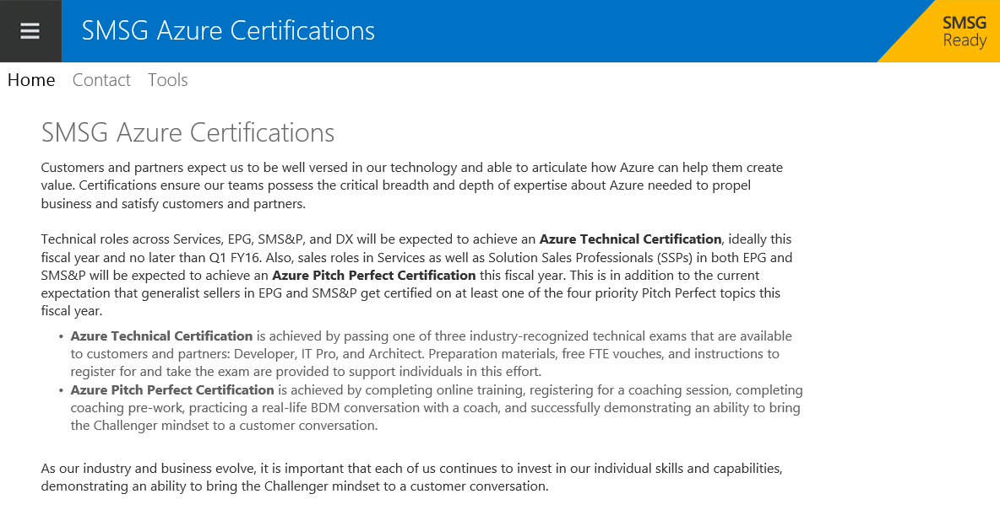 SMSG Azure Certifications
SMSG
Ready
Home Contact Tools
SMSG Azure Certifications
Customers and partners expect us to be well versed in our technology and able to articulate how Azure can help them create
value. Certifications ensure our teams possess the critical breadth and depth of expertise about Azure needed to propel
business and satisfy customers and partners.
Technical roles across Services, EPG, SMS&P, and DX will be expected to achieve an Azure Technical Certification, ideally this
fiscal year and no later than Q1 FY16. Also, sales roles in Services as well as Solution Sales Professionals (SSPs) in both EPG and
SMS&P will be expected to achieve an Azure Pitch Perfect Certification this fiscal year. This is in addition to the current
expectation that generalist sellers in EPG and SMS&P get certified on at least one of the four priority Pitch Perfect topics this
fiscal year.
• Azure Technical Certification is achieved by passing one of three industry-recognized technical exams that are available
to customers and partners: Developer, IT Pro, and Architect. Preparation materials, free FTE vouches, and instructions to
register for and take the exam are provided to support individuals in this effort.
• Azure Pitch Perfect Certification is achieved by completing online training, registering for a coaching session, completing
coaching pre-work, practicing a real-life BDM conversation with a coach, and successfully demonstrating an ability to bring
the Challenger mindset to a customer conversation.
As our industry and business evolve, it is important that each of us continues to invest in our individual skills and capabilities,
demonstrating an ability to bring the Challenger mindset to a customer conversation.